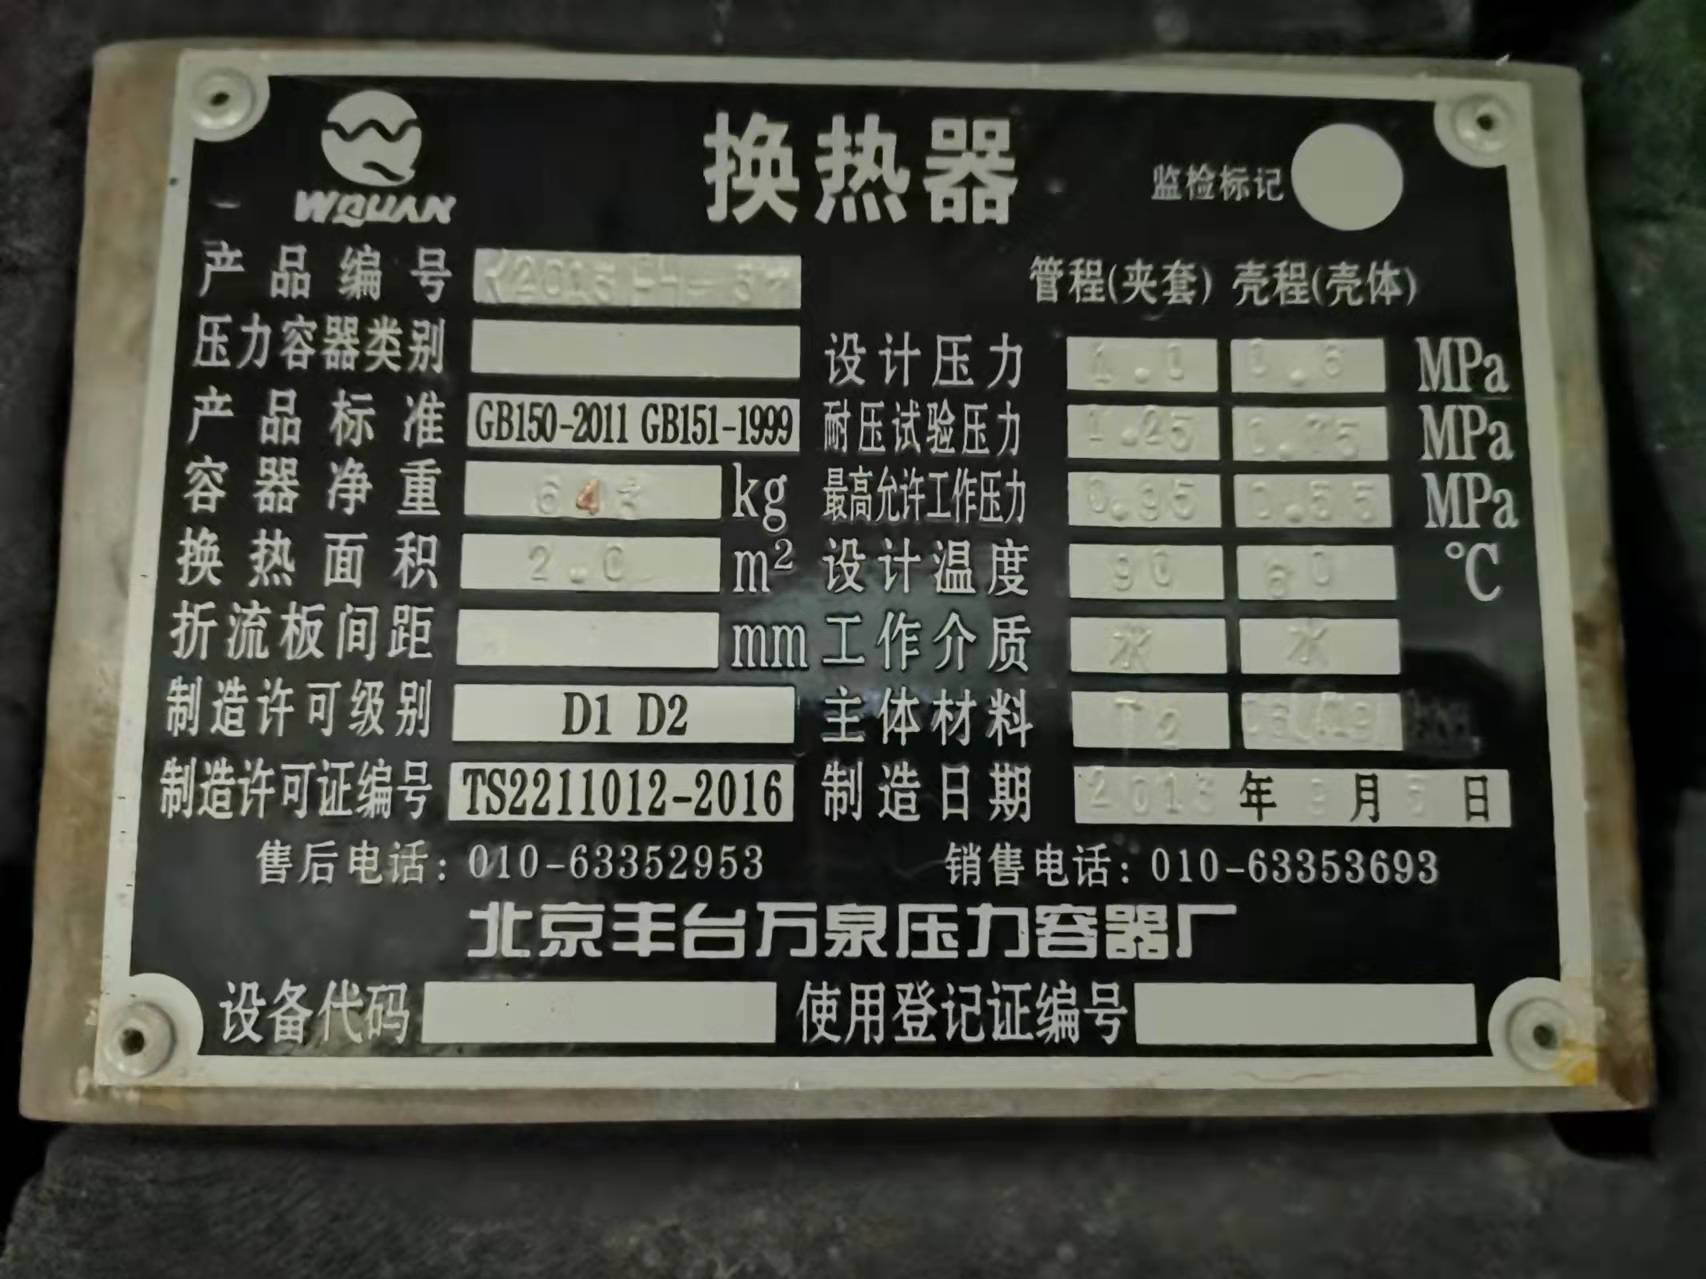 WQUAN
换热器
监检标记
产品编号
管程(夹套) 壳程(壳体)
压力容器类别
设计压力 1.0 0.6 MPa
产品标准 GB150-2011 GB151-1999
耐压试验压力 1.25 0.75 MPa
容器净重 kg
最高允许工作压力 0.95 0.55 MPa
换热面积 2.0 m²
设计温度 90 60 ℃
折流板间距 mm
工作介质 水 水
制造许可级别 D1 D2
主体材料 T2
制造许可证编号 TS2211012-2016
制造日期 年 月 日
售后电话: 010-63352953
销售电话: 010-63353693
北京丰台万泉压力容器厂
设备代码
使用登记证编号